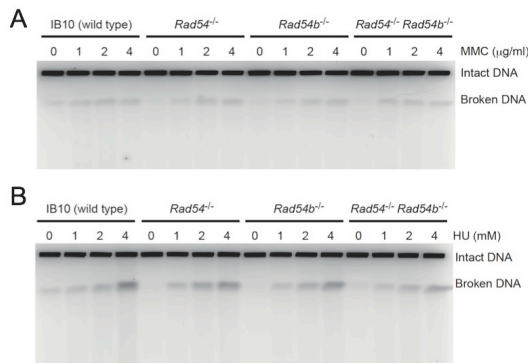 A
IB10 (wild type) Rad54-/- Rad54b-/- Rad54-/- Rad54b-/-
0 1 2 4 0 1 2 4 0 1 2 4 0 1 2 4 MMC (μg/ml)
Intact DNA
Broken DNA
B
IB10 (wild type) Rad54-/- Rad54b-/- Rad54-/- Rad54b-/-
0 1 2 4 0 1 2 4 0 1 2 4 0 1 2 4 HU (mM)
Intact DNA
Broken DNA